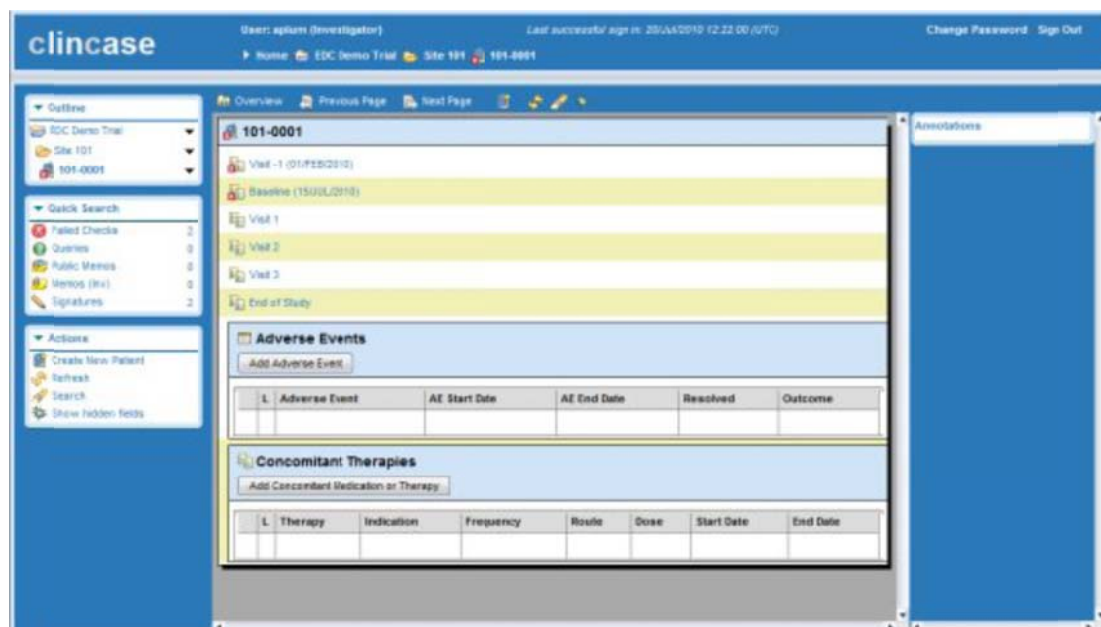 clincase
User: aplum (Investigator)
Last successful sign in: 20/Jul/2010 12:22:00 (UTC)
Change Password Sign Out
Home EDC Demo Trial Site 101 101-0001
Outline
EDC Demo Trial
Site 101
101-0001
Quick Search
Failed Checks 2
Queries 0
Public Memos 0
Memos (Inv) 0
Signatures 2
Actions
Create New Patient
Refresh
Search
Show hidden fields
Overview Previous Page Next Page
101-0001
Visit -1 (01/FEB/2010)
Baseline (15/JUL/2010)
Visit 1
Visit 2
Visit 3
End of Study
Adverse Events
Add Adverse Event
L Adverse Event AE Start Date AE End Date Resolved Outcome
Concomitant Therapies
Add Concomitant Medication or Therapy
L Therapy Indication Frequency Route Dose Start Date End Date
Annotations